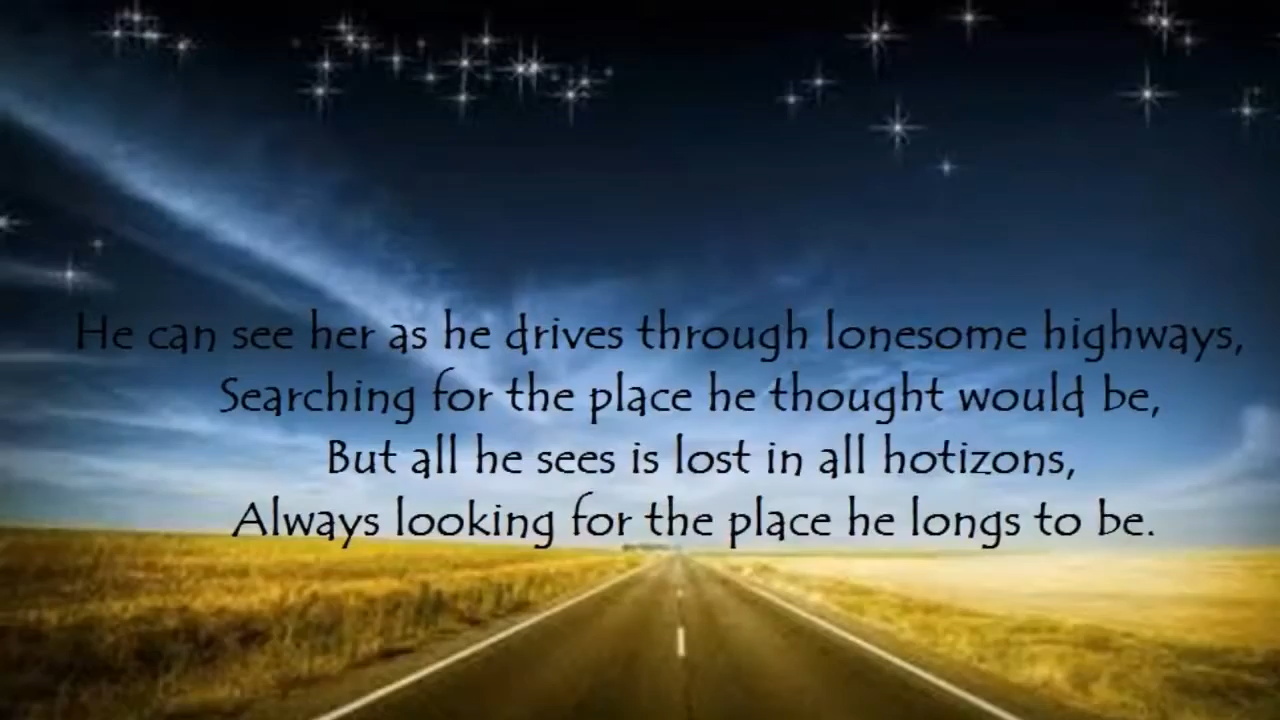 He can see her as he drives through lonesome highways,
Searching for the place he thought would be,
But all he sees is lost in all hotizons,
Always looking for the place he longs to be.